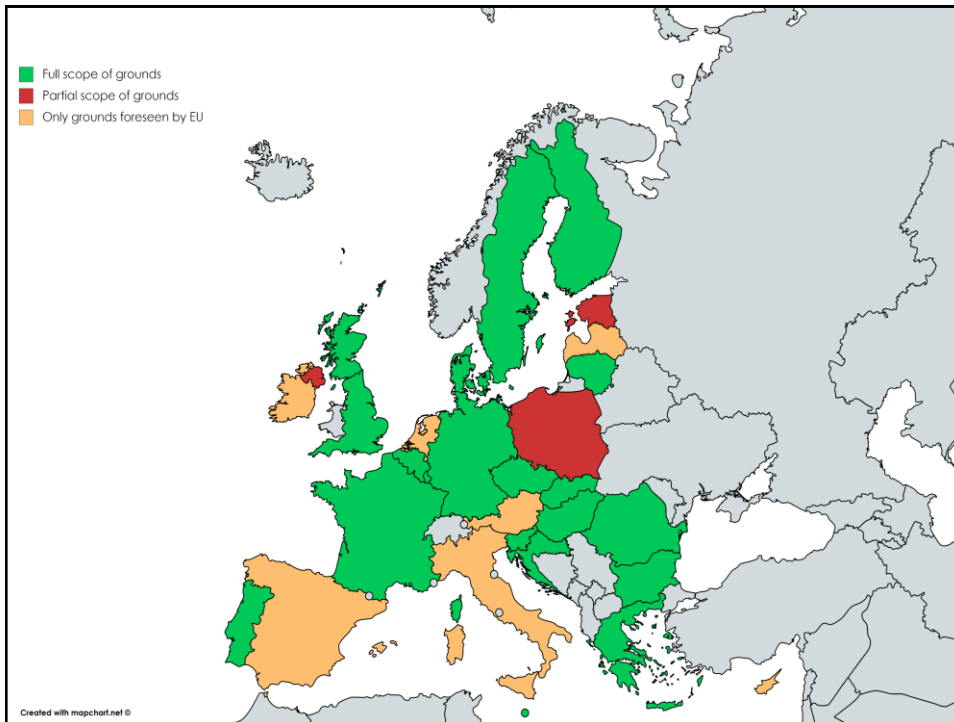 Full scope of grounds
Partial scope of grounds
Only grounds foreseen by EU
Created with mapchart.net ©